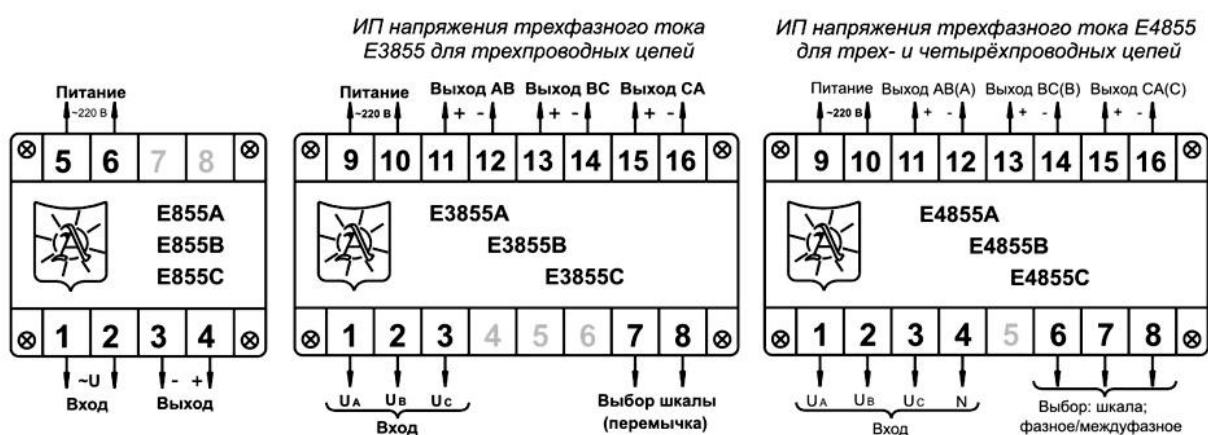 ИП напряжения трехфазного тока
E3855 для трехпроводных цепей
ИП напряжения трехфазного тока E4855
для трех- и четырёхпроводных цепей
Питание
~220 В
5 6 7 8
E855A
E855B
E855C
1 2 3 4
~U - +
Вход Выход
Питание Выход AB Выход BC Выход CA
~220 В + - + - + -
9 10 11 12 13 14 15 16
E3855A
E3855B
E3855C
1 2 3 4 5 6 7 8
UA UB UC
Вход
Выбор шкалы
(перемычка)
Питание Выход AB(A) Выход BC(B) Выход CA(C)
~220 В + - + - + -
9 10 11 12 13 14 15 16
E4855A
E4855B
E4855C
1 2 3 4 5 6 7 8
UA UB UC N
Вход
Выбор: шкала;
фазное/междуфазное